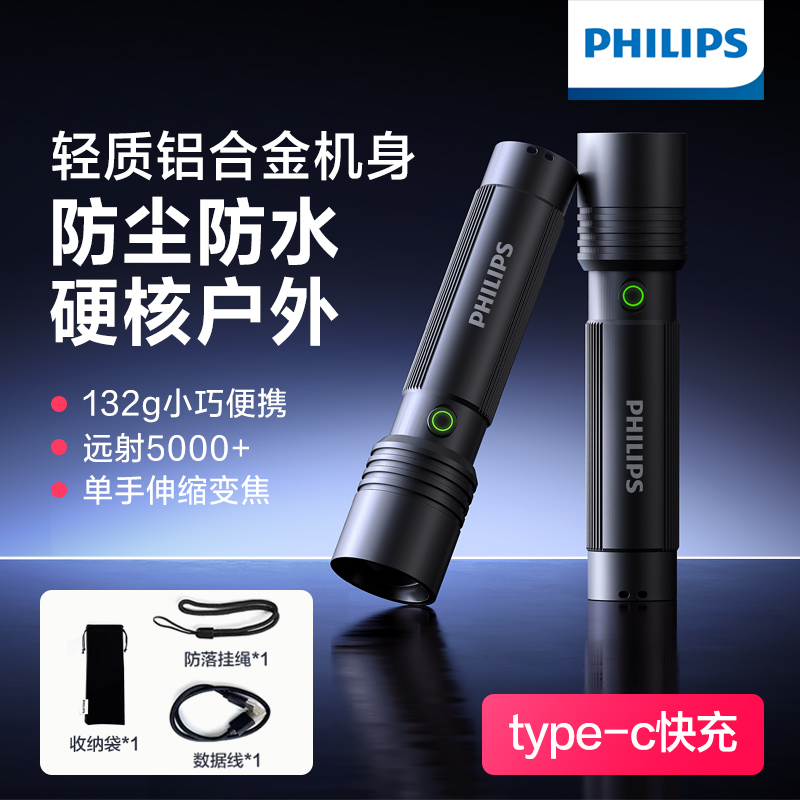 PHILIPS
轻质铝合金机身
防尘防水
硬核户外
132g小巧便携
远射5000+
单手伸缩变焦
PHILIPS
PHILIPS
防落挂绳*1
收纳袋*1
数据线*1
type-c快充